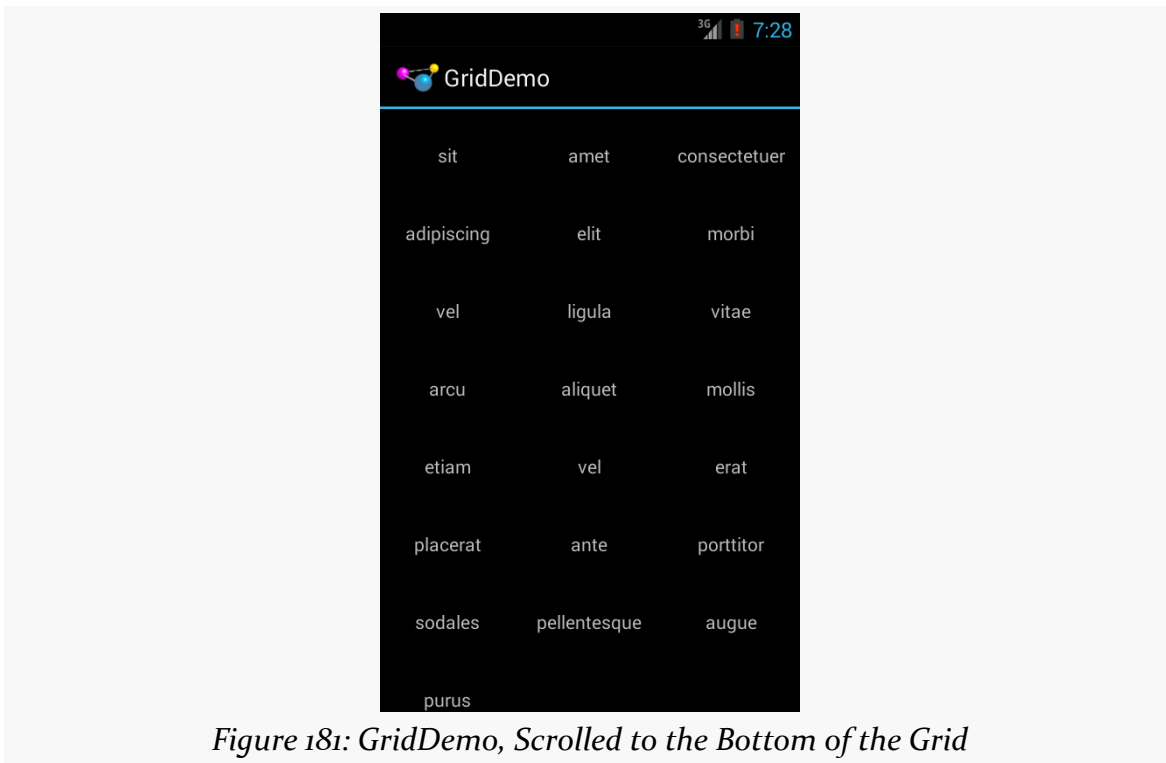 3G 7:28
GridDemo
sit amet consectetuer
adipiscing elit morbi
vel ligula vitae
arcu aliquet mollis
etiam vel erat
placerat ante porttitor
sodales pellentesque augue
purus
Figure 181: GridDemo, Scrolled to the Bottom of the Grid